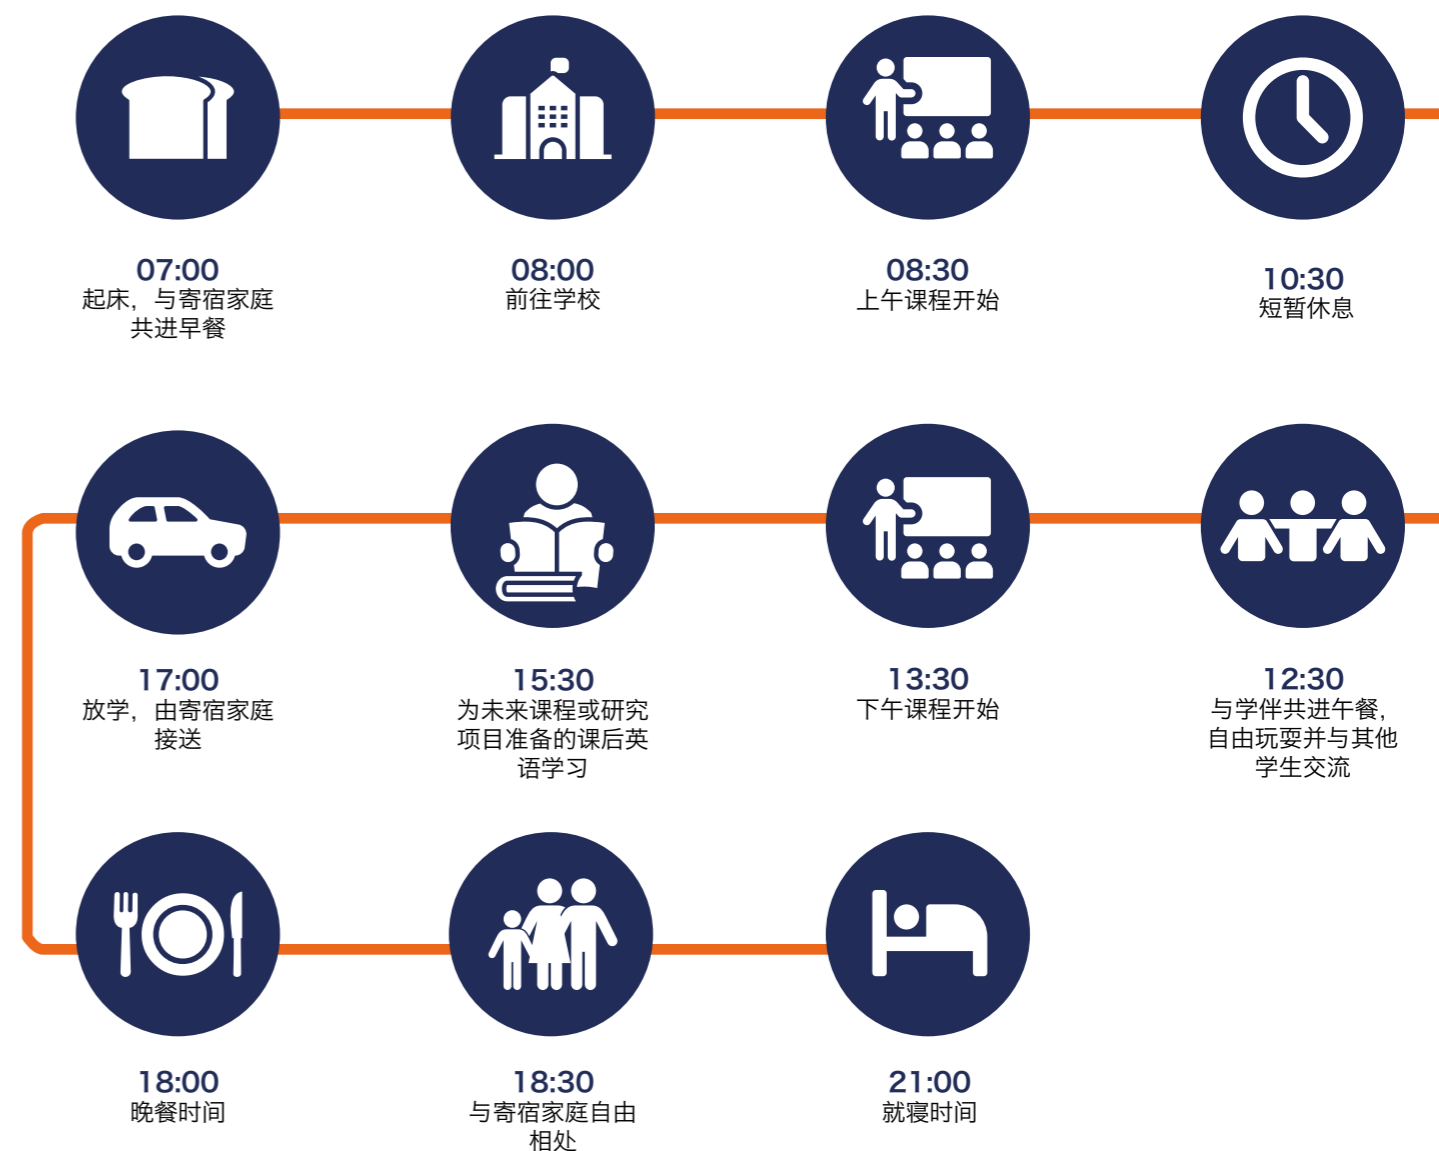 07:00
起床，与寄宿家庭
共进早餐
08:00
前往学校
08:30
上午课程开始
10:30
短暂休息
17:00
放学，由寄宿家庭
接送
15:30
为未来课程或研究
项目准备的课后英
语学习
13:30
下午课程开始
12:30
与学伴共进午餐，
自由玩耍并与其他
学生交流
18:00
晚餐时间
18:30
与寄宿家庭自由
相处
21:00
就寝时间